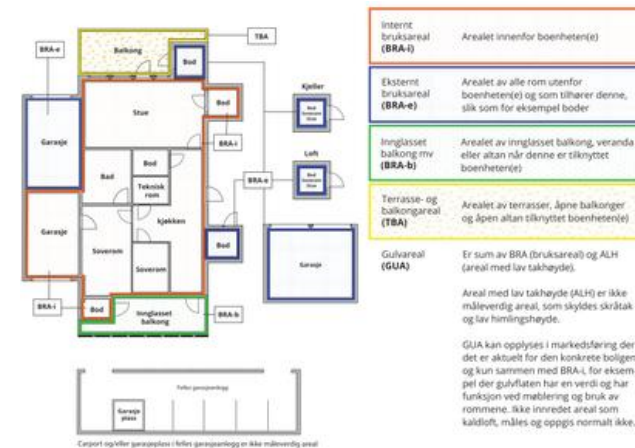 TBA
BRA-e
Balkong
Bod
Kjeller
Bod
Stue
Bod
Garasje
BRA-i
Loft
Bod
Bad
Bod
Teknisk
rom
BRA-e
kjøkken
Garasje
Soverom
Bod
Garasje
Soverom
BRA-i
Bod
Innglasset
balkong
BRA-b
Felles garasjeanlegg
Garasje
plass
Carport og/eller garasjeplass i felles garasjeanlegg er ikke måleverdig areal
Internt
bruksareal
(BRA-i)
Arealet innenfor boenheten(e)
Eksternt
bruksareal
(BRA-e)
Arealet av alle rom utenfor
boenheten(e) og som tilhører denne,
slik som for eksempel boder
Innglasset
balkong mv
(BRA-b)
Arealet av innglasset balkong, veranda
eller altan når denne er tilknyttet
boenheten(e)
Terrasse- og
balkongareal
(TBA)
Arealet av terrasser, åpne balkonger
og åpen altan tilknyttet boenheten(e)
Gulvareal
(GUA)
Er sum av BRA (bruksareal) og ALH
(areal med lav takhøyde).
Areal med lav takhøyde (ALH) er ikke
måleverdig areal, som skyldes skråtak
og lav himlingshøyde.
GUA kan opplyses i markedsføring der
det er aktuelt for den konkrete boligen
og kun sammen med BRA-i, for eksem-
pel der gulvflaten har en verdi og har
funksjon ved møblering og bruk av
rommene. Ikke innredet areal som
kaldloft, måles og oppgis normalt ikke.